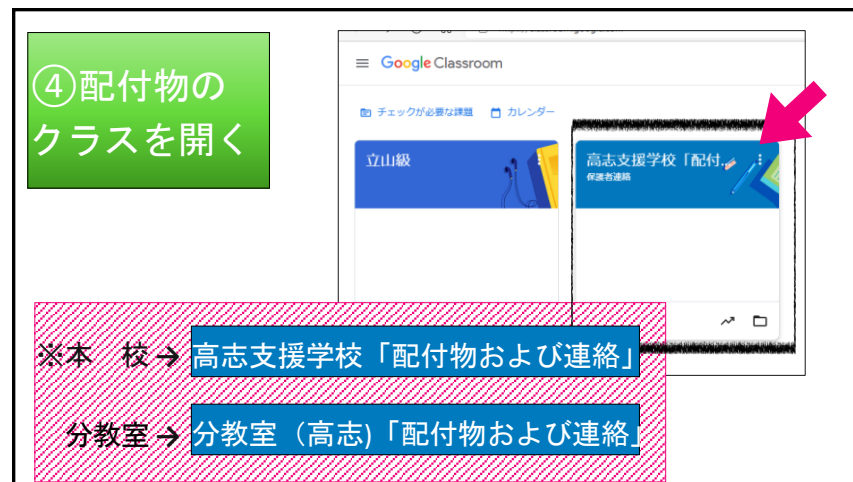 ④配付物の
クラスを開く
Google Classroom
チェックが必要な課題 カレンダー
立山級
高志支援学校「配付...
保護者連絡
※本　校→ 高志支援学校「配付物および連絡」
分教室→ 分教室（高志)「配付物および連絡」